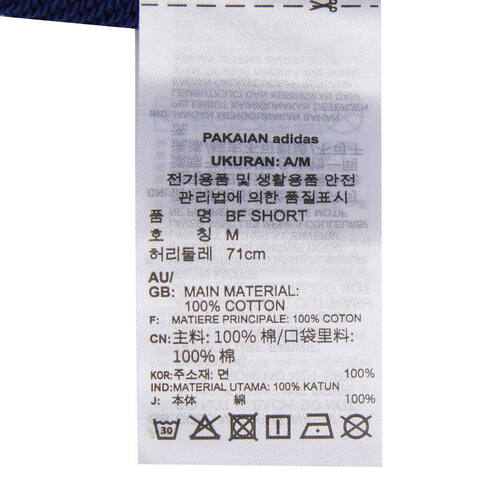 PAKAIAN adidas
UKURAN: A/M
전기용품 및 생활용품 안전
관리법에 의한 품질표시
품 명 BF SHORT
호 칭 M
허리둘레 71cm
AU/
GB: MAIN MATERIAL:
100% COTTON
F: MATIERE PRINCIPALE: 100% COTON
CN: 主料: 100% 棉/口袋里料:
100% 棉
KOR:주소재: 면 100%
IND:MATERIAL UTAMA: 100% KATUN
J: 本体 綿 100%
30